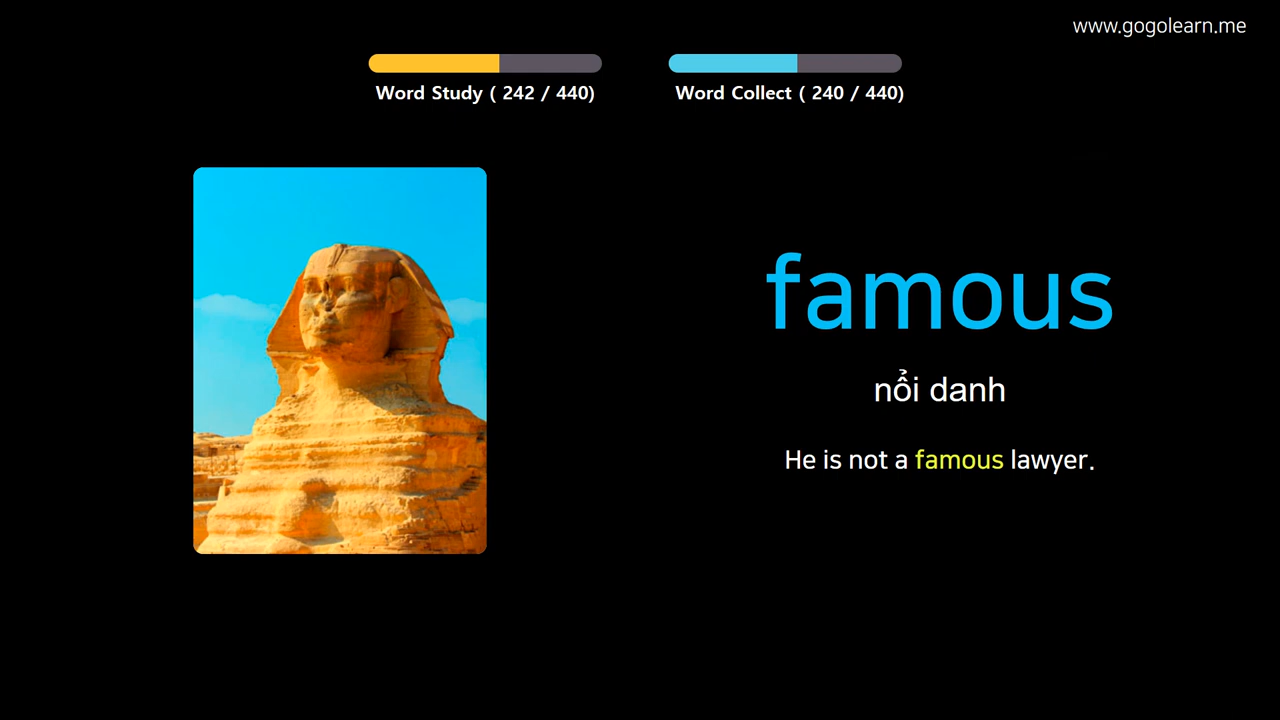 www.gogolearn.me
Word Study ( 242 / 440)
Word Collect ( 240 / 440)
famous
nổi danh
He is not a famous lawyer.